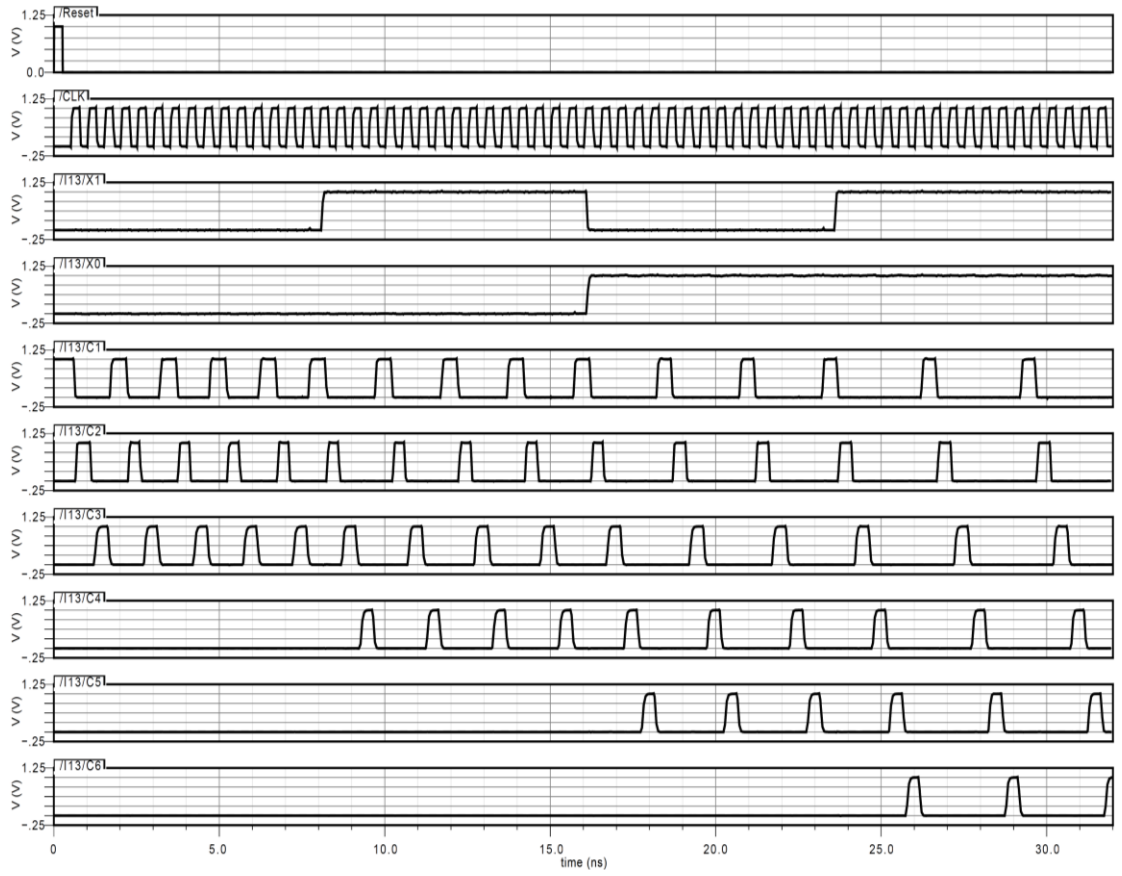 /Reset
1.25
V (V)
0.0
/CLK
1.25
V (V)
-.25
/I13/X1
1.25
V (V)
-.25
/I13/X0
1.25
V (V)
-.25
/I13/C1
1.25
V (V)
-.25
/I13/C2
1.25
V (V)
-.25
/I13/C3
1.25
V (V)
-.25
/I13/C4
1.25
V (V)
-.25
/I13/C5
1.25
V (V)
-.25
/I13/C6
1.25
V (V)
-.25
0 5.0 10.0 15.0 20.0 25.0 30.0
time (ns)